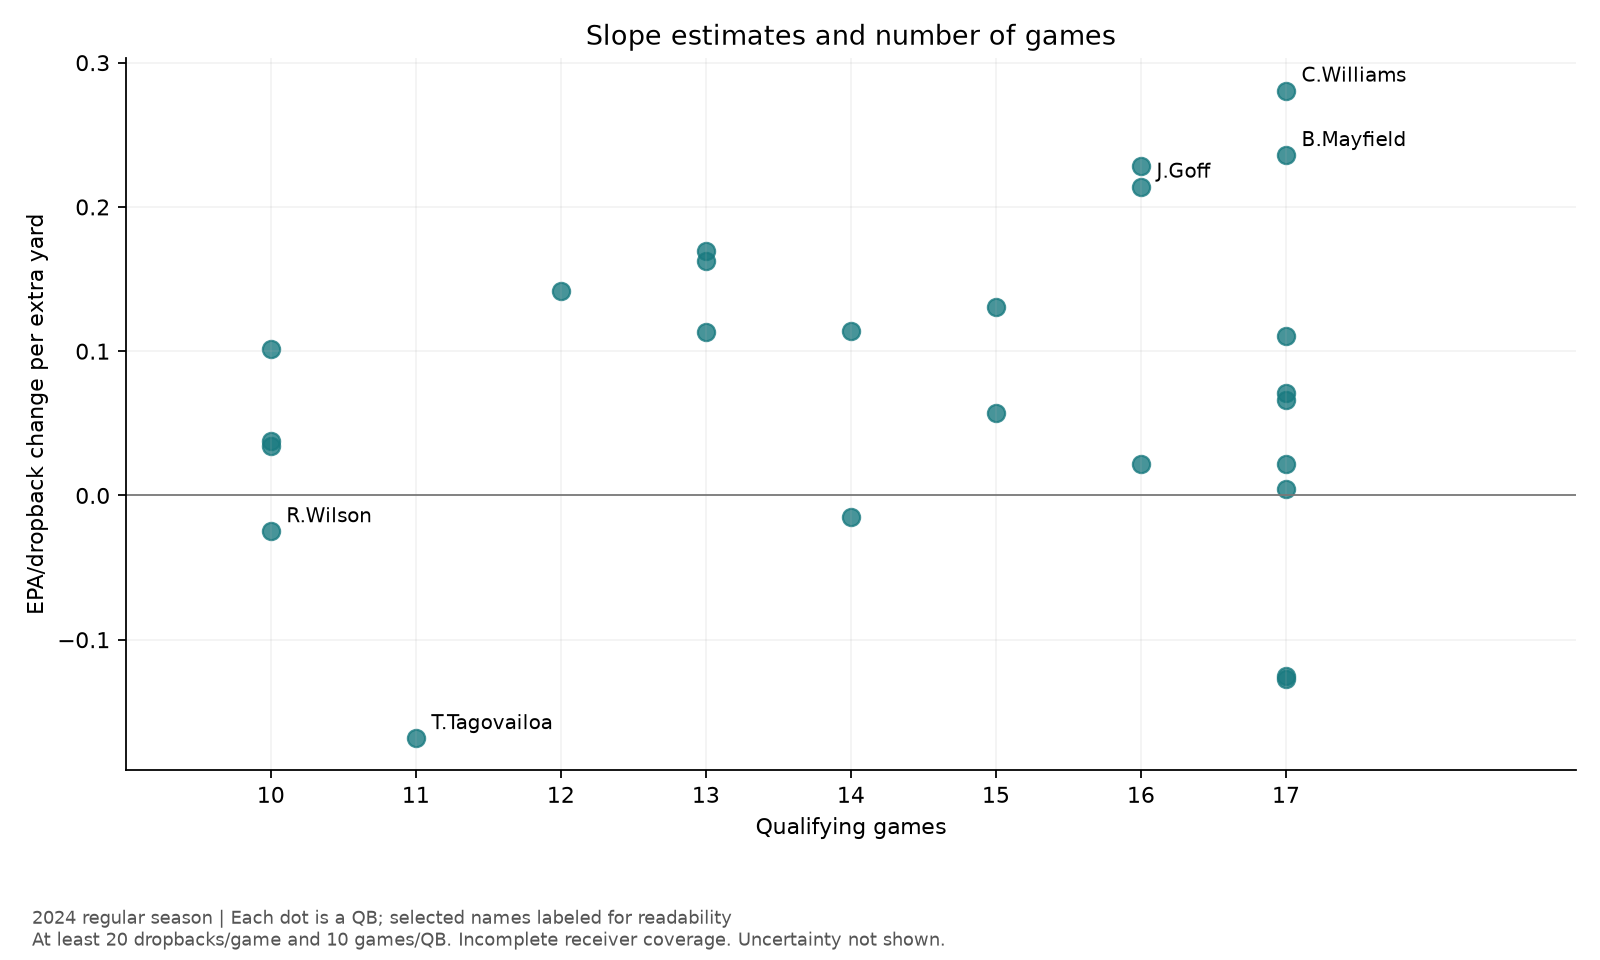 Slope estimates and number of games
EPA/dropback change per extra yard
0.3
0.2
0.1
0.0
−0.1
C.Williams
B.Mayfield
J.Goff
R.Wilson
T.Tagovailoa
10 11 12 13 14 15 16 17
Qualifying games
2024 regular season | Each dot is a QB; selected names labeled for readability
At least 20 dropbacks/game and 10 games/QB. Incomplete receiver coverage. Uncertainty not shown.